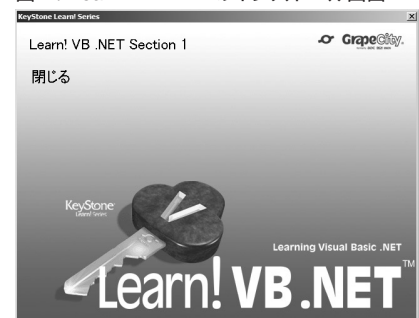 KeyStone Learn! Series
Learn! VB .NET Section 1
GrapeCity
閉じる
KeyStone
Learn! Series
Learning Visual Basic .NET
Learn! VB.NET TM